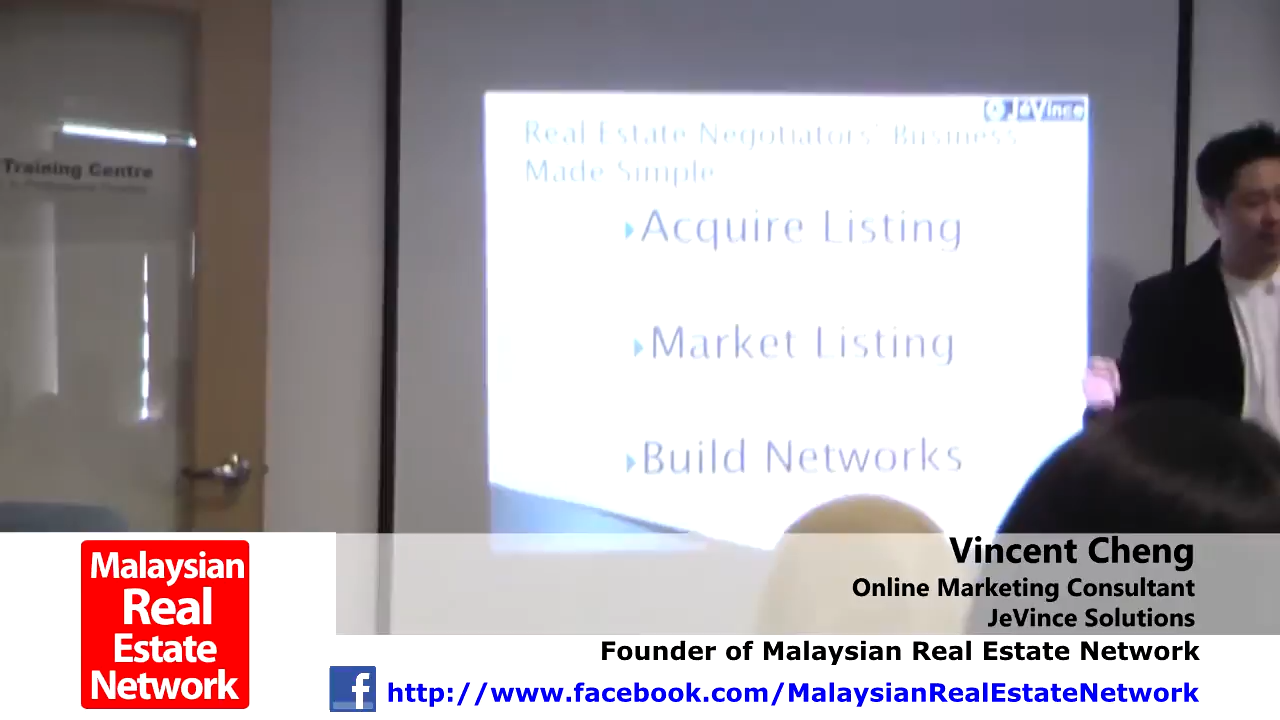 Training Centre
JéVince
Real Estate Negotiators' Business
Made Simple
Acquire Listing
Market Listing
Build Networks
Malaysian
Real
Estate
Network
Vincent Cheng
Online Marketing Consultant
JeVince Solutions
Founder of Malaysian Real Estate Network
f http://www.facebook.com/MalaysianRealEstateNetwork